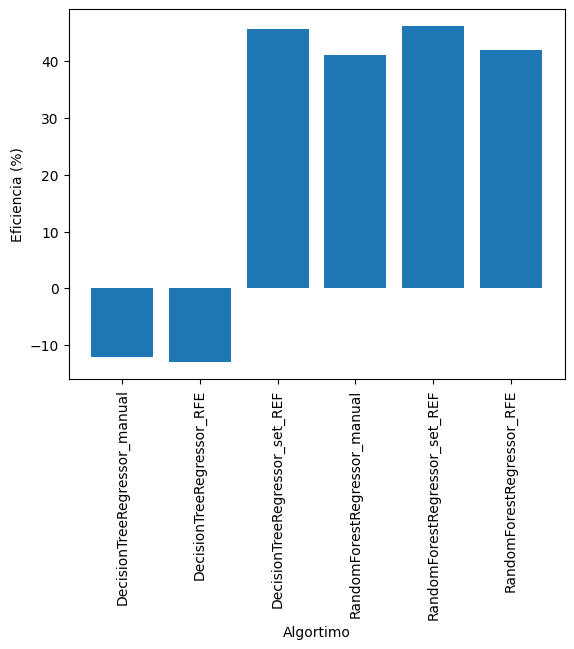 Eficiencia (%)
40
30
20
10
0
−10
DecisionTreeRegressor_manual
DecisionTreeRegressor_RFE
DecisionTreeRegressor_set_REF
RandomForestRegressor_manual
RandomForestRegressor_set_REF
RandomForestRegressor_RFE
Algortimo